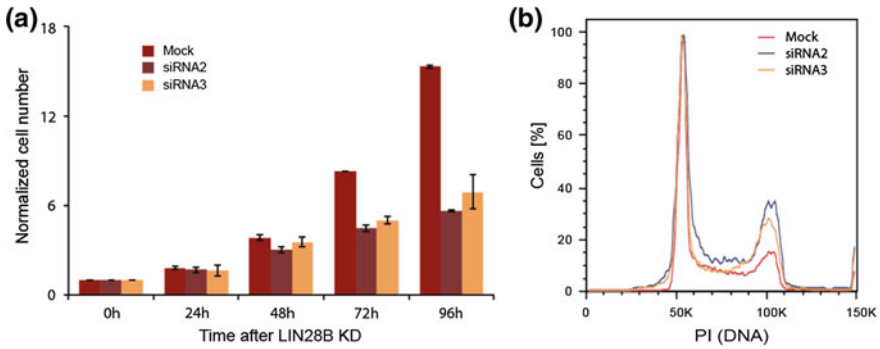 (a)
Normalized cell number
18
12
6
0
Mock
siRNA2
siRNA3
0h 24h 48h 72h 96h
Time after LIN28B KD
(b)
Cells [%]
100
80
60
40
20
0
Mock
siRNA2
siRNA3
0 50K 100K 150K
PI (DNA)